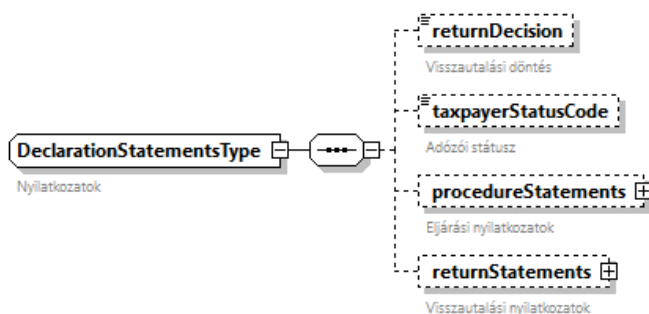 returnDecision
Visszautalási döntés
taxpayerStatusCode
Adózói státusz
DeclarationStatementsType
Nyilatkozatok
procedureStatements
Eljárási nyilatkozatok
returnStatements
Visszautalási nyilatkozatok